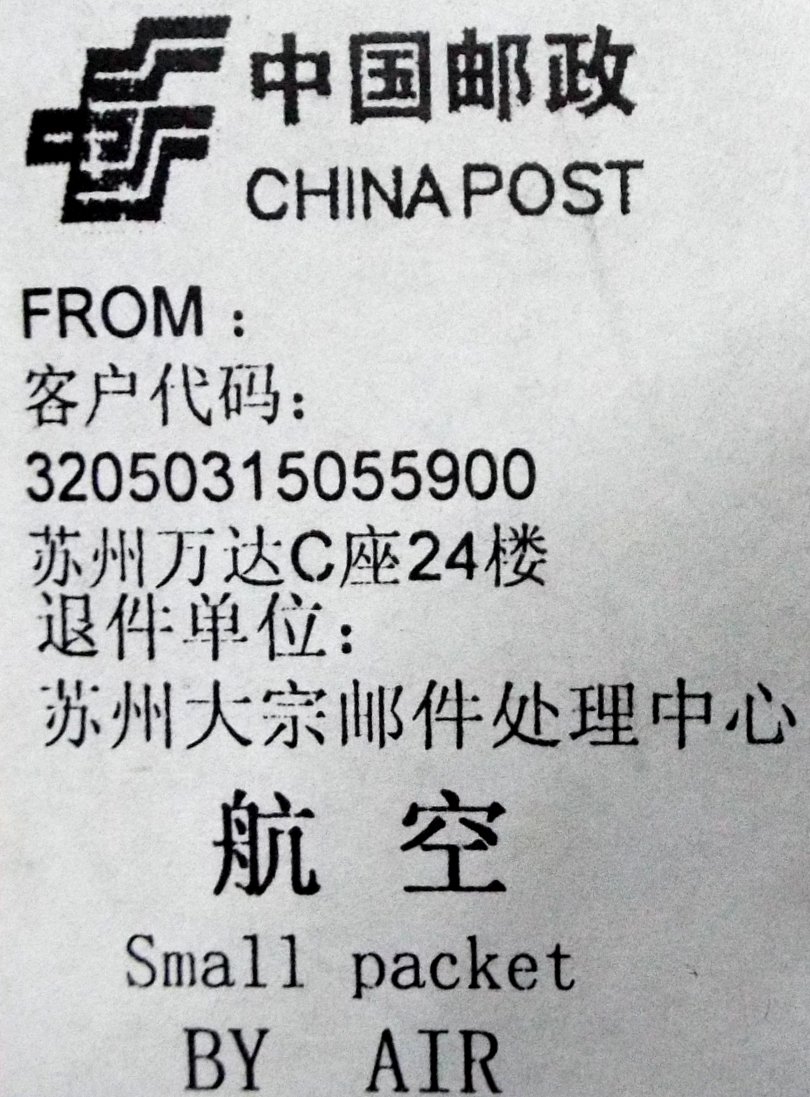 中国邮政
CHINA POST
FROM：
客户代码：
32050315055900
苏州万达C座24楼
退件单位：
苏州大宗邮件处理中心
航 空
Small packet
BY AIR